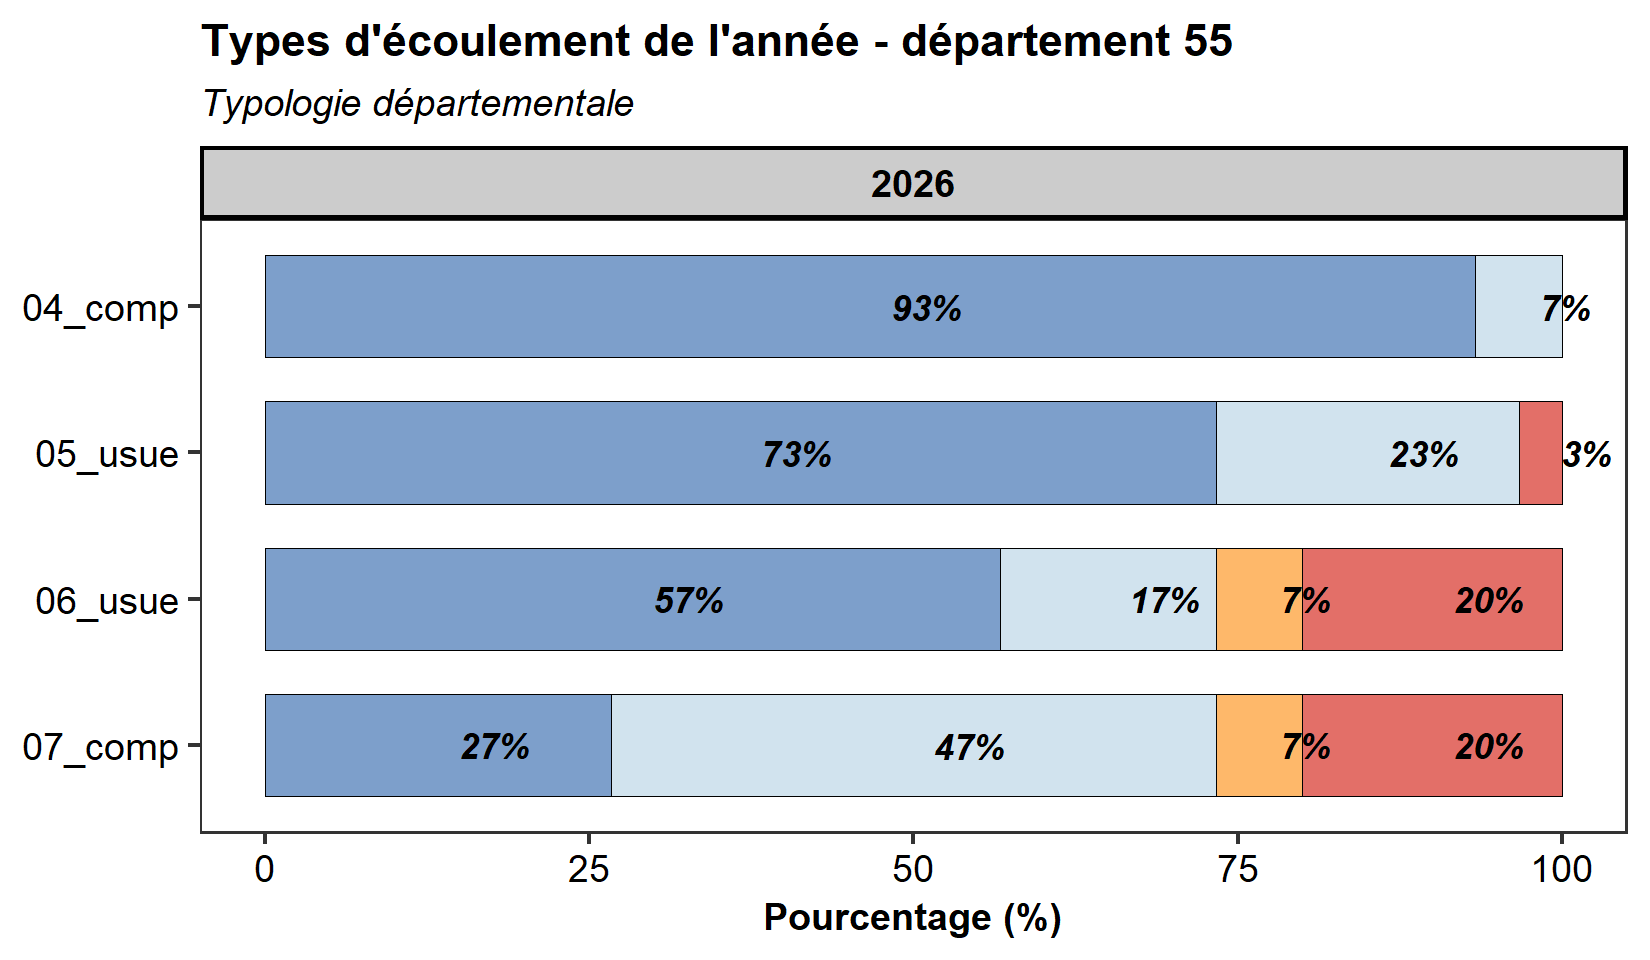 Types d'écoulement de l'année - département 55
Typologie départementale
2026
04_comp 93% 7%
05_usue 73% 23% 3%
06_usue 57% 17% 7% 20%
07_comp 27% 47% 7% 20%
0 25 50 75 100
Pourcentage (%)